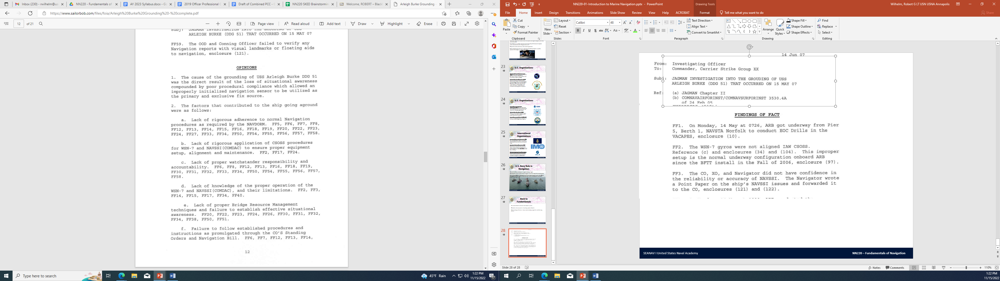 Inbox (230) - rwilhelm@us
NN220 - Fundamentals of
AY 2023 Syllabus.docx - G
2019 Officer Professional C
Draft of Combined PCC - G
NN220 SKED Brainstormin
Welcome, ROBERT – Black
Arleigh Burke Grounding -
https://www.sailorbob.com/files/foia/Arleigh%20Burke%20Grounding%20-%20complete.pdf
12 of 21
Page view
Read aloud
Add text
Draw
Highlight
Erase
Subj: JAGMAN INVESTIGATION INTO THE GROUNDING OF USS
ARLEIGH BURKE (DDG 51) THAT OCCURRED ON 15 MAY 07
FF59. The OOD and Conning Officer failed to verify any
Navigation reports with visual landmarks or floating aids
to navigation, enclosure (121).
OPINIONS
1. The cause of the grounding of USS Arleigh Burke DDG 51
was the direct result of the loss of situational awareness
compounded by poor procedural compliance which allowed an
improperly initialized navigation sensor to be utilized as
the primary and exclusive fix source.
2. The factors that contributed to the ship going aground
were as follows:
a. Lack of rigorous adherence to normal Navigation
procedures as required by the NAVDORM. FF5, FF6, FF7, FF8,
FF12, FF13, FF14, FF15, FF16, FF18, FF19, FF20, FF22, FF23,
FF24, FF27, FF33, FF34, FF50, FF54, FF55, FF56, FF57, FF58.
b. Lack of rigorous application of CSOSS procedures
for WSN-7 and NAVSSI(COMDAC) to ensure proper equipment
setup, alignment and maintenance. FF2, FF17, FF24.
c. Lack of proper watchstander responsibility and
accountability. FF6, FF8, FF12, FF13, FF16, FF18, FF19,
FF30, FF31, FF32, FF33, FF34, FF50, FF54, FF55, FF56, FF57,
FF58.
d. Lack of knowledge of the proper operation of the
WSN-7 and NAVSSI(COMDAC), and their limitations. FF2, FF3,
FF14, FF15, FF17, FF34, FF40.
e. Lack of proper Bridge Resource Management
techniques and failure to establish effective situational
awareness. FF20, FF22, FF23, FF24, FF26, FF30, FF31, FF32,
FF34, FF38, FF50, FF51.
f. Failure to follow established procedures and
instructions as promulgated through the CO'S Standing
Orders and Navigation Bill. FF6, FF7, FF12, FF13, FF14,
12
Type here to search
45°F Rain
1:22 PM
11/15/2022
17
NN220-01-Introduction to Marine Navigation.pptx - PowerPoint
Drawing Tools
Wilhelm, Robert G LT USN USNA Annapolis
File
Home
Insert
Design
Transitions
Animations
Slide Show
Review
View
Help
ACROBAT
Format
Tell me what you want to do
Share
Paste
Cut
Copy
Format Painter
Clipboard
New
Slide
Layout
Reset
Section
Slides
Calibri
48
Font
Paragraph
Text Direction
Align Text
Convert to SmartArt
Arrange
Quick
Styles
Shape Fill
Shape Outline
Shape Effects
Drawing
Find
Replace
Select
Editing
23
U.S. Organizations
24
U.S. Organizations
25
International
Organizations
IMO
IALA
26
U.S. Navy Role in
Navigation
27
Back to
Fundamentals
28
14 Jun 07
From: Investigating Officer
To: Commander, Carrier Strike Group XX
Subj: JAGMAN INVESTIGATION INTO THE GROUNDING OF USS
ARLEIGH BURKE (DDG 51) THAT OCCURRED ON 15 MAY 07
Ref: (a) JAGMAN Chapter II
(b) COMNAVAIRFORINST/COMNAVSURFORINST 3530.4A
of 24 Feb 05
FINDINGS OF FACT
FF1. On Monday, 14 May at 0726, ARB got underway from Pier
5, Berth 1, NAVSTA Norfolk to conduct EOC Drills in the
VACAPES, enclosure (10).
FF2. The WSN-7 gyros were not aligned IAW CSOSS.
Reference (c) and enclosures (34) and (104). This improper
setup is the normal underway configuration onboard ARB
since the BFTT install in the Fall of 2006, enclosure (97).
FF3. The CO, XO, and Navigator did not have confidence in
the reliability or accuracy of NAVSSI. The Navigator wrote
a Point Paper on the ship's NAVSSI issues and forwarded it
to the CO, enclosures (121) and (122).
SEANAV I United States Naval Academy
NN220 – Fundamentals of Navigation
Slide 28 of 28
Notes
Comments
110%
1:22 PM
11/15/2022